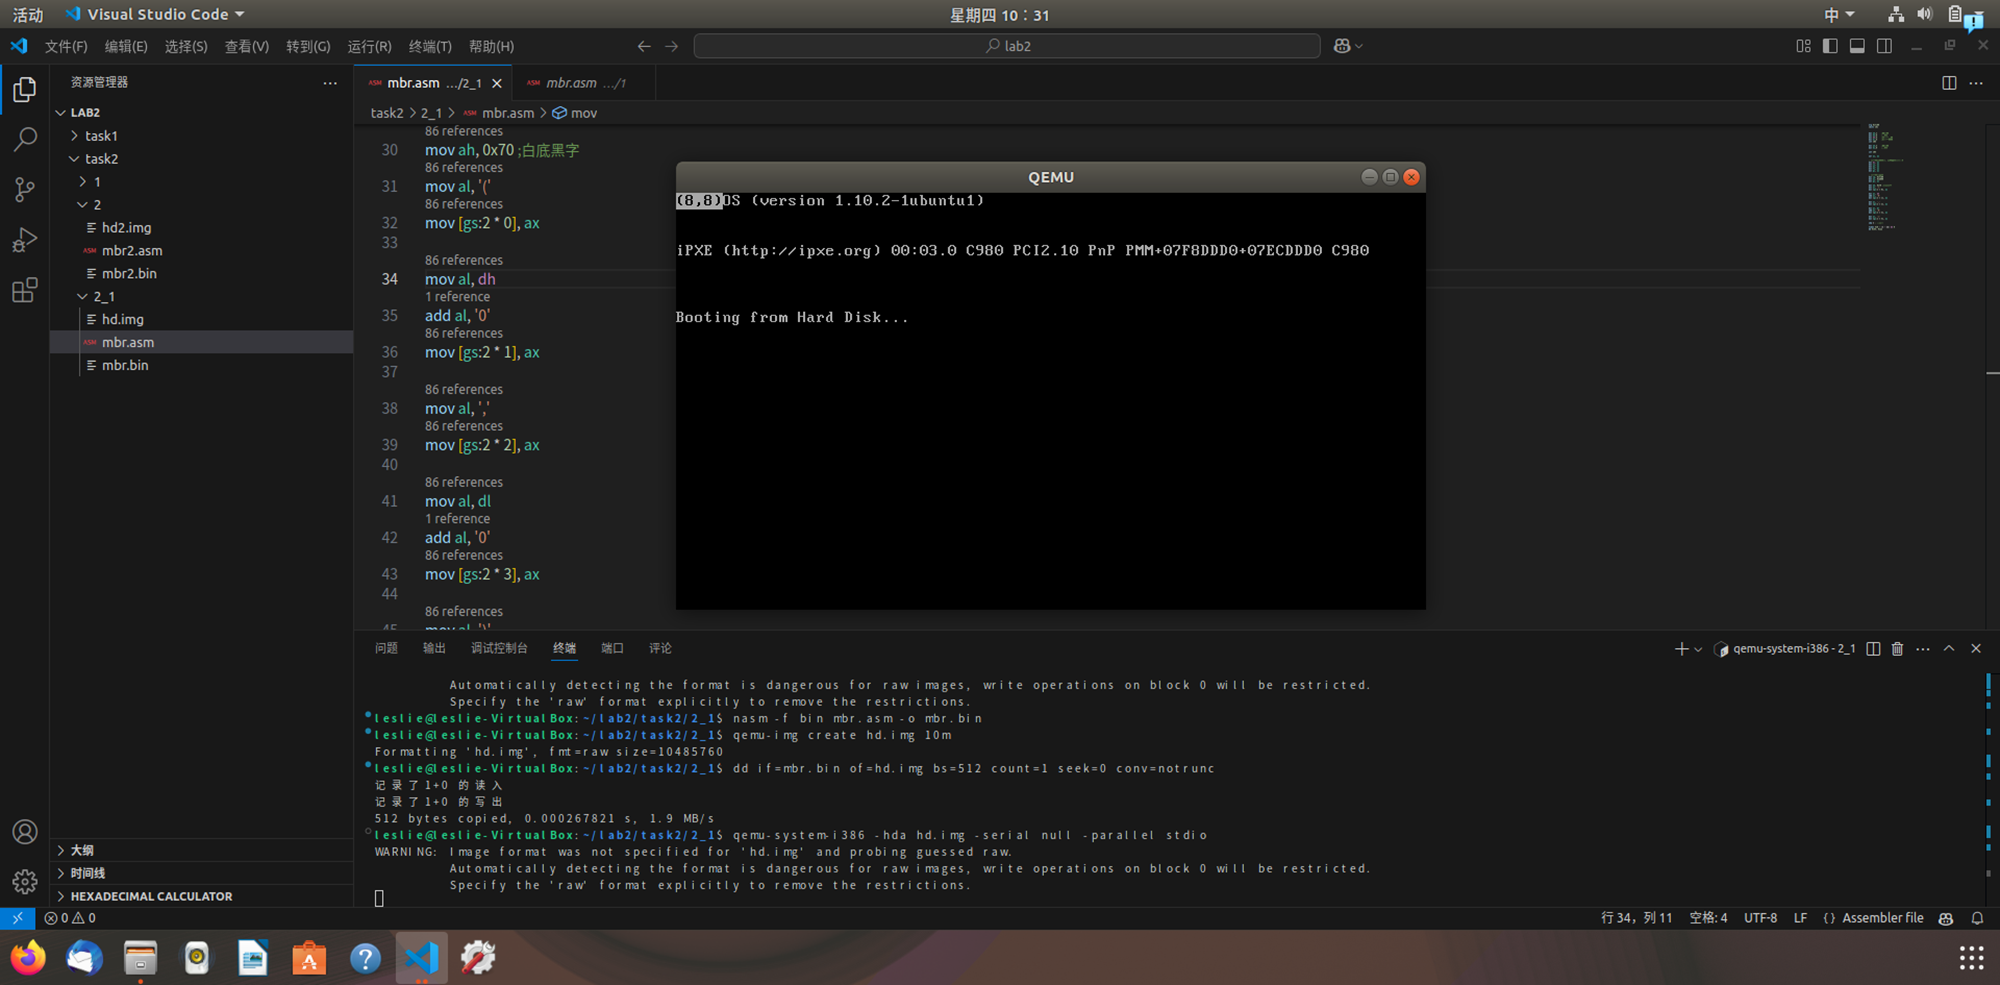 活动
Visual Studio Code
星期四 10：31
中
文件(F) 编辑(E) 选择(S) 查看(V) 转到(G) 运行(R) 终端(T) 帮助(H)
lab2
资源管理器
mbr.asm …/2_1
mbr.asm …/1
task2 > 2_1 > mbr.asm > mov
LAB2
task1
task2
1
2
hd2.img
mbr2.asm
mbr2.bin
2_1
hd.img
mbr.asm
mbr.bin
大纲
时间线
HEXADECIMAL CALCULATOR
86 references
30 mov ah, 0x70 ;白底黑字
86 references
31 mov al, '('
86 references
32 mov [gs:2 * 0], ax
33
86 references
34 mov al, dh
1 reference
35 add al, '0'
86 references
36 mov [gs:2 * 1], ax
37
86 references
38 mov al, ','
86 references
39 mov [gs:2 * 2], ax
40
86 references
41 mov al, dl
1 reference
42 add al, '0'
86 references
43 mov [gs:2 * 3], ax
44
86 references
45 mov al, ')'
QEMU
(8,8)OS (version 1.10.2-1ubuntu1)
iPXE (http://ipxe.org) 00:03.0 C980 PCI2.10 PnP PMM+07F8DDD0+07ECDDD0 C980
Booting from Hard Disk...
问题 输出 调试控制台 终端 端口 评论
qemu-system-i386 - 2_1
Automatically detecting the format is dangerous for raw images, write operations on block 0 will be restricted.
Specify the 'raw' format explicitly to remove the restrictions.
leslie@leslie-VirtualBox:~/lab2/task2/2_1$ nasm -f bin mbr.asm -o mbr.bin
leslie@leslie-VirtualBox:~/lab2/task2/2_1$ qemu-img create hd.img 10m
Formatting 'hd.img', fmt=raw size=10485760
leslie@leslie-VirtualBox:~/lab2/task2/2_1$ dd if=mbr.bin of=hd.img bs=512 count=1 seek=0 conv=notrunc
记录了1+0 的读入
记录了1+0 的写出
512 bytes copied, 0.000267821 s, 1.9 MB/s
leslie@leslie-VirtualBox:~/lab2/task2/2_1$ qemu-system-i386 -hda hd.img -serial null -parallel stdio
WARNING: Image format was not specified for 'hd.img' and probing guessed raw.
Automatically detecting the format is dangerous for raw images, write operations on block 0 will be restricted.
Specify the 'raw' format explicitly to remove the restrictions.
0 0
行 34，列 11 空格: 4 UTF-8 LF {} Assembler file